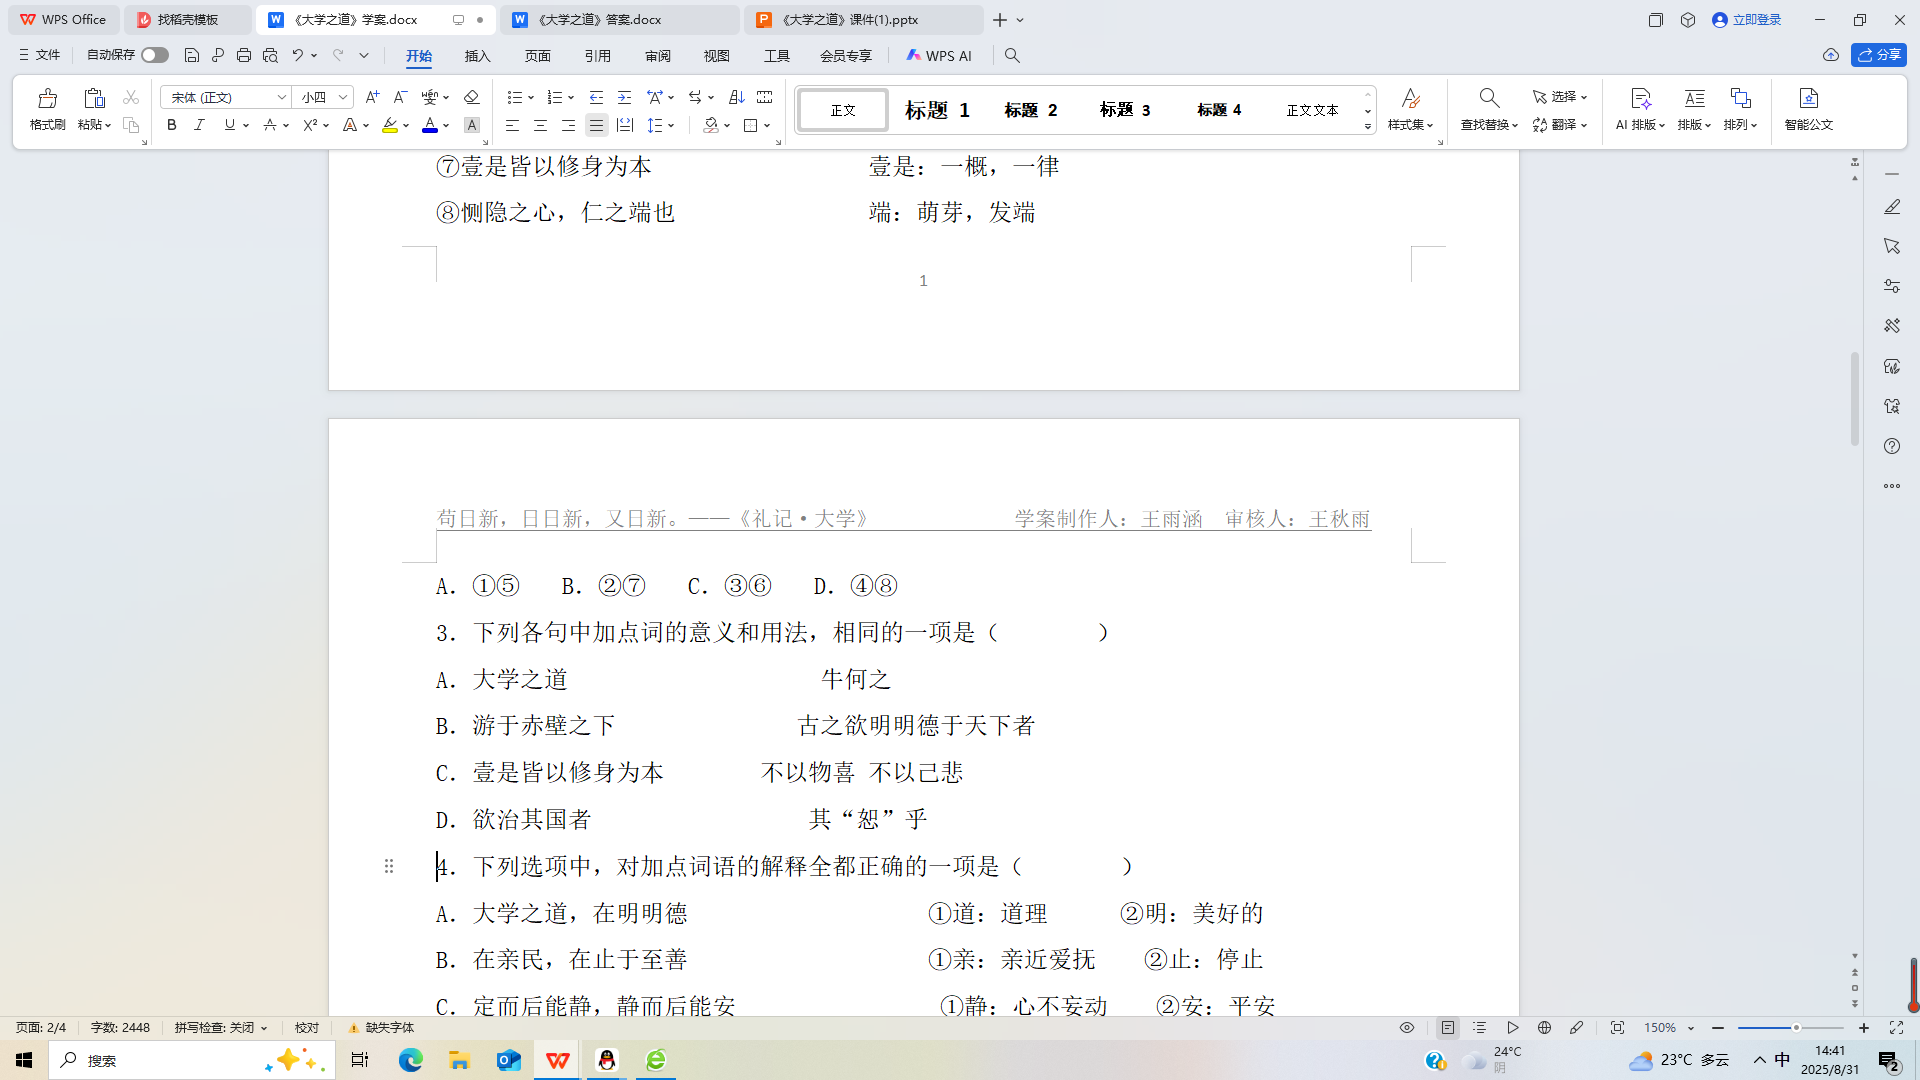 WPS Office 找稻壳模板 《大学之道》学案.docx 《大学之道》答案.docx 《大学之道》课件(1).pptx 立即登录
文件 自动保存 开始 插入 页面 引用 审阅 视图 工具 会员专享 WPS AI 分享
格式刷 粘贴 宋体 (正文) 小四 正文 标题 1 标题 2 标题 3 标题 4 正文文本 样式集 查找替换 选择 翻译 AI 排版 排版 排列 智能公文
⑦壹是皆以修身为本 壹是：一概，一律
⑧恻隐之心，仁之端也 端：萌芽，发端
1
苟日新，日日新，又日新。——《礼记·大学》 学案制作人：王雨涵 审核人：王秋雨
A．①⑤ B．②⑦ C．③⑥ D．④⑧
3．下列各句中加点词的意义和用法，相同的一项是（ ）
A．大学之道 牛何之
B．游于赤壁之下 古之欲明明德于天下者
C．壹是皆以修身为本 不以物喜 不以己悲
D．欲治其国者 其“恕”乎
4．下列选项中，对加点词语的解释全都正确的一项是（ ）
A．大学之道，在明明德 ①道：道理 ②明：美好的
B．在亲民，在止于至善 ①亲：亲近爱抚 ②止：停止
C．定而后能静，静而后能安 ①静：心不妄动 ②安：平安
页面: 2/4 字数: 2448 拼写检查: 关闭 校对 缺失字体 150%
搜索 24°C 阴 23°C 多云 中 14:41 2025/8/31 2